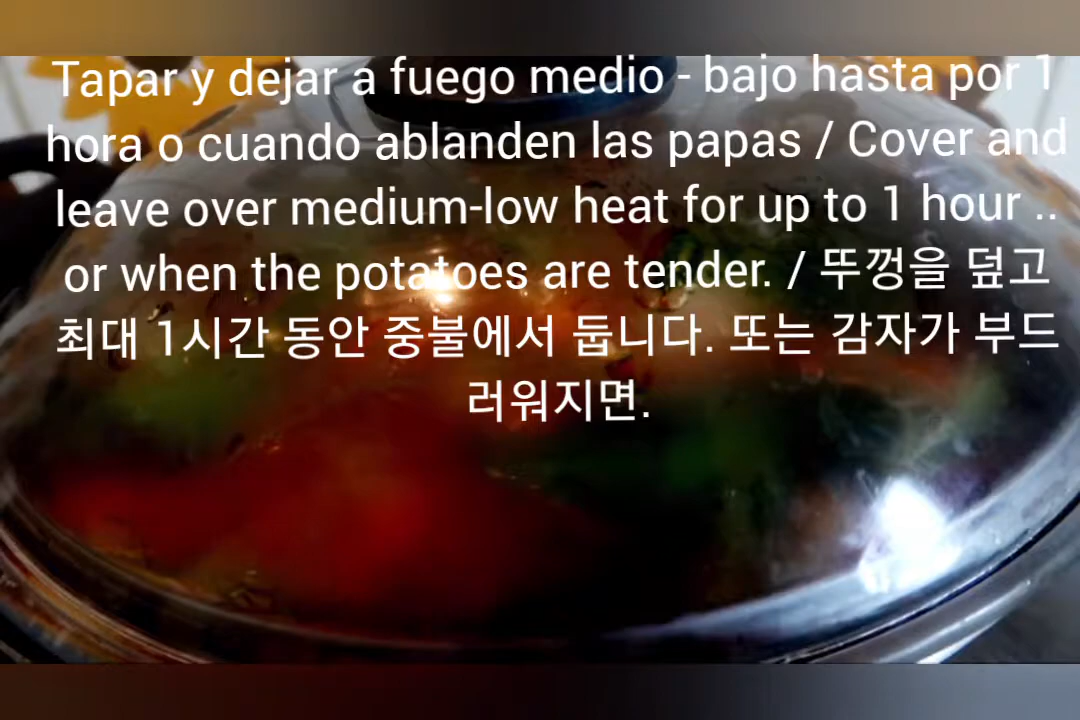 Tapar y dejar a fuego medio - bajo hasta por 1
hora o cuando ablanden las papas / Cover and
leave over medium-low heat for up to 1 hour ..
or when the potatoes are tender. / 뚜껑을 덮고
최대 1시간 동안 중불에서 둡니다. 또는 감자가 부드
러워지면.